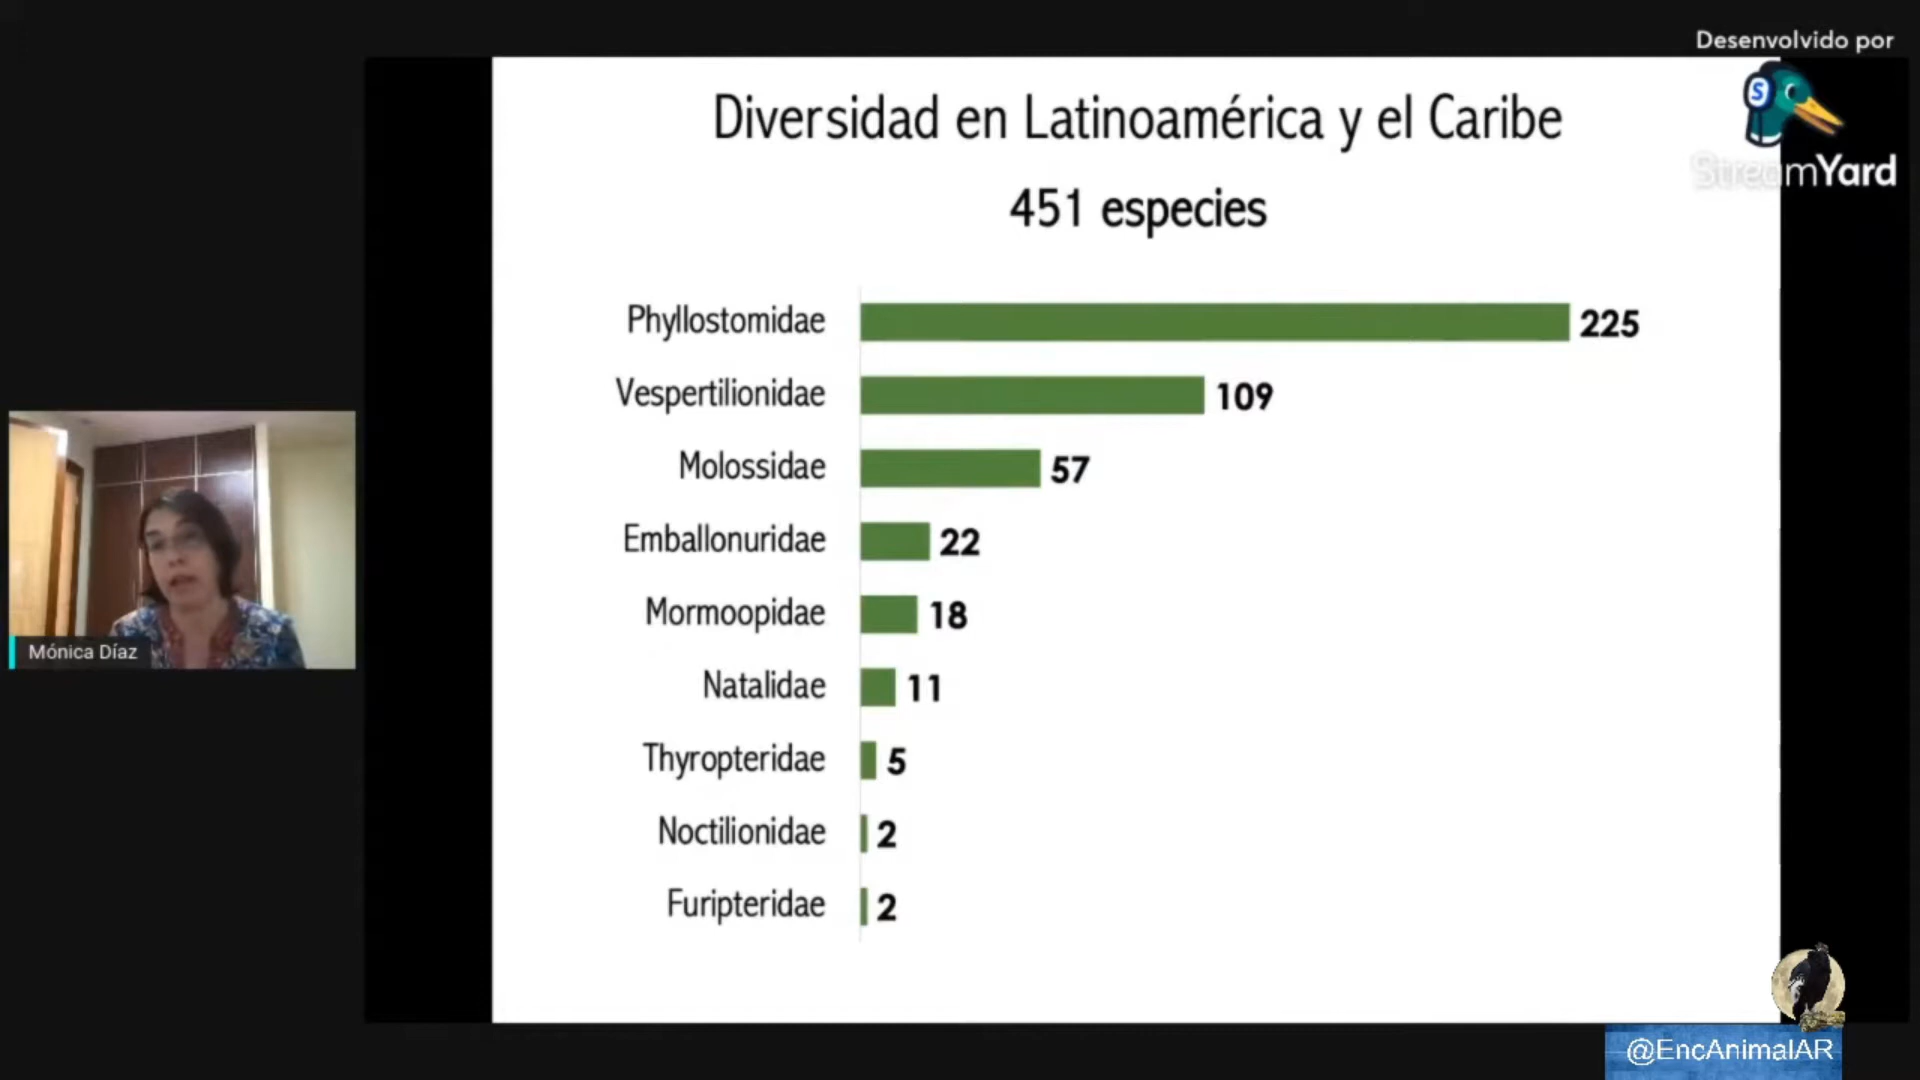 Desenvolvido por
StreamYard
Diversidad en Latinoamérica y el Caribe
451 especies
Phyllostomidae 225
Vespertilionidae 109
Molossidae 57
Emballonuridae 22
Mormoopidae 18
Natalidae 11
Thyropteridae 5
Noctilionidae 2
Furipteridae 2
Mónica Díaz
@EncAnimalAR